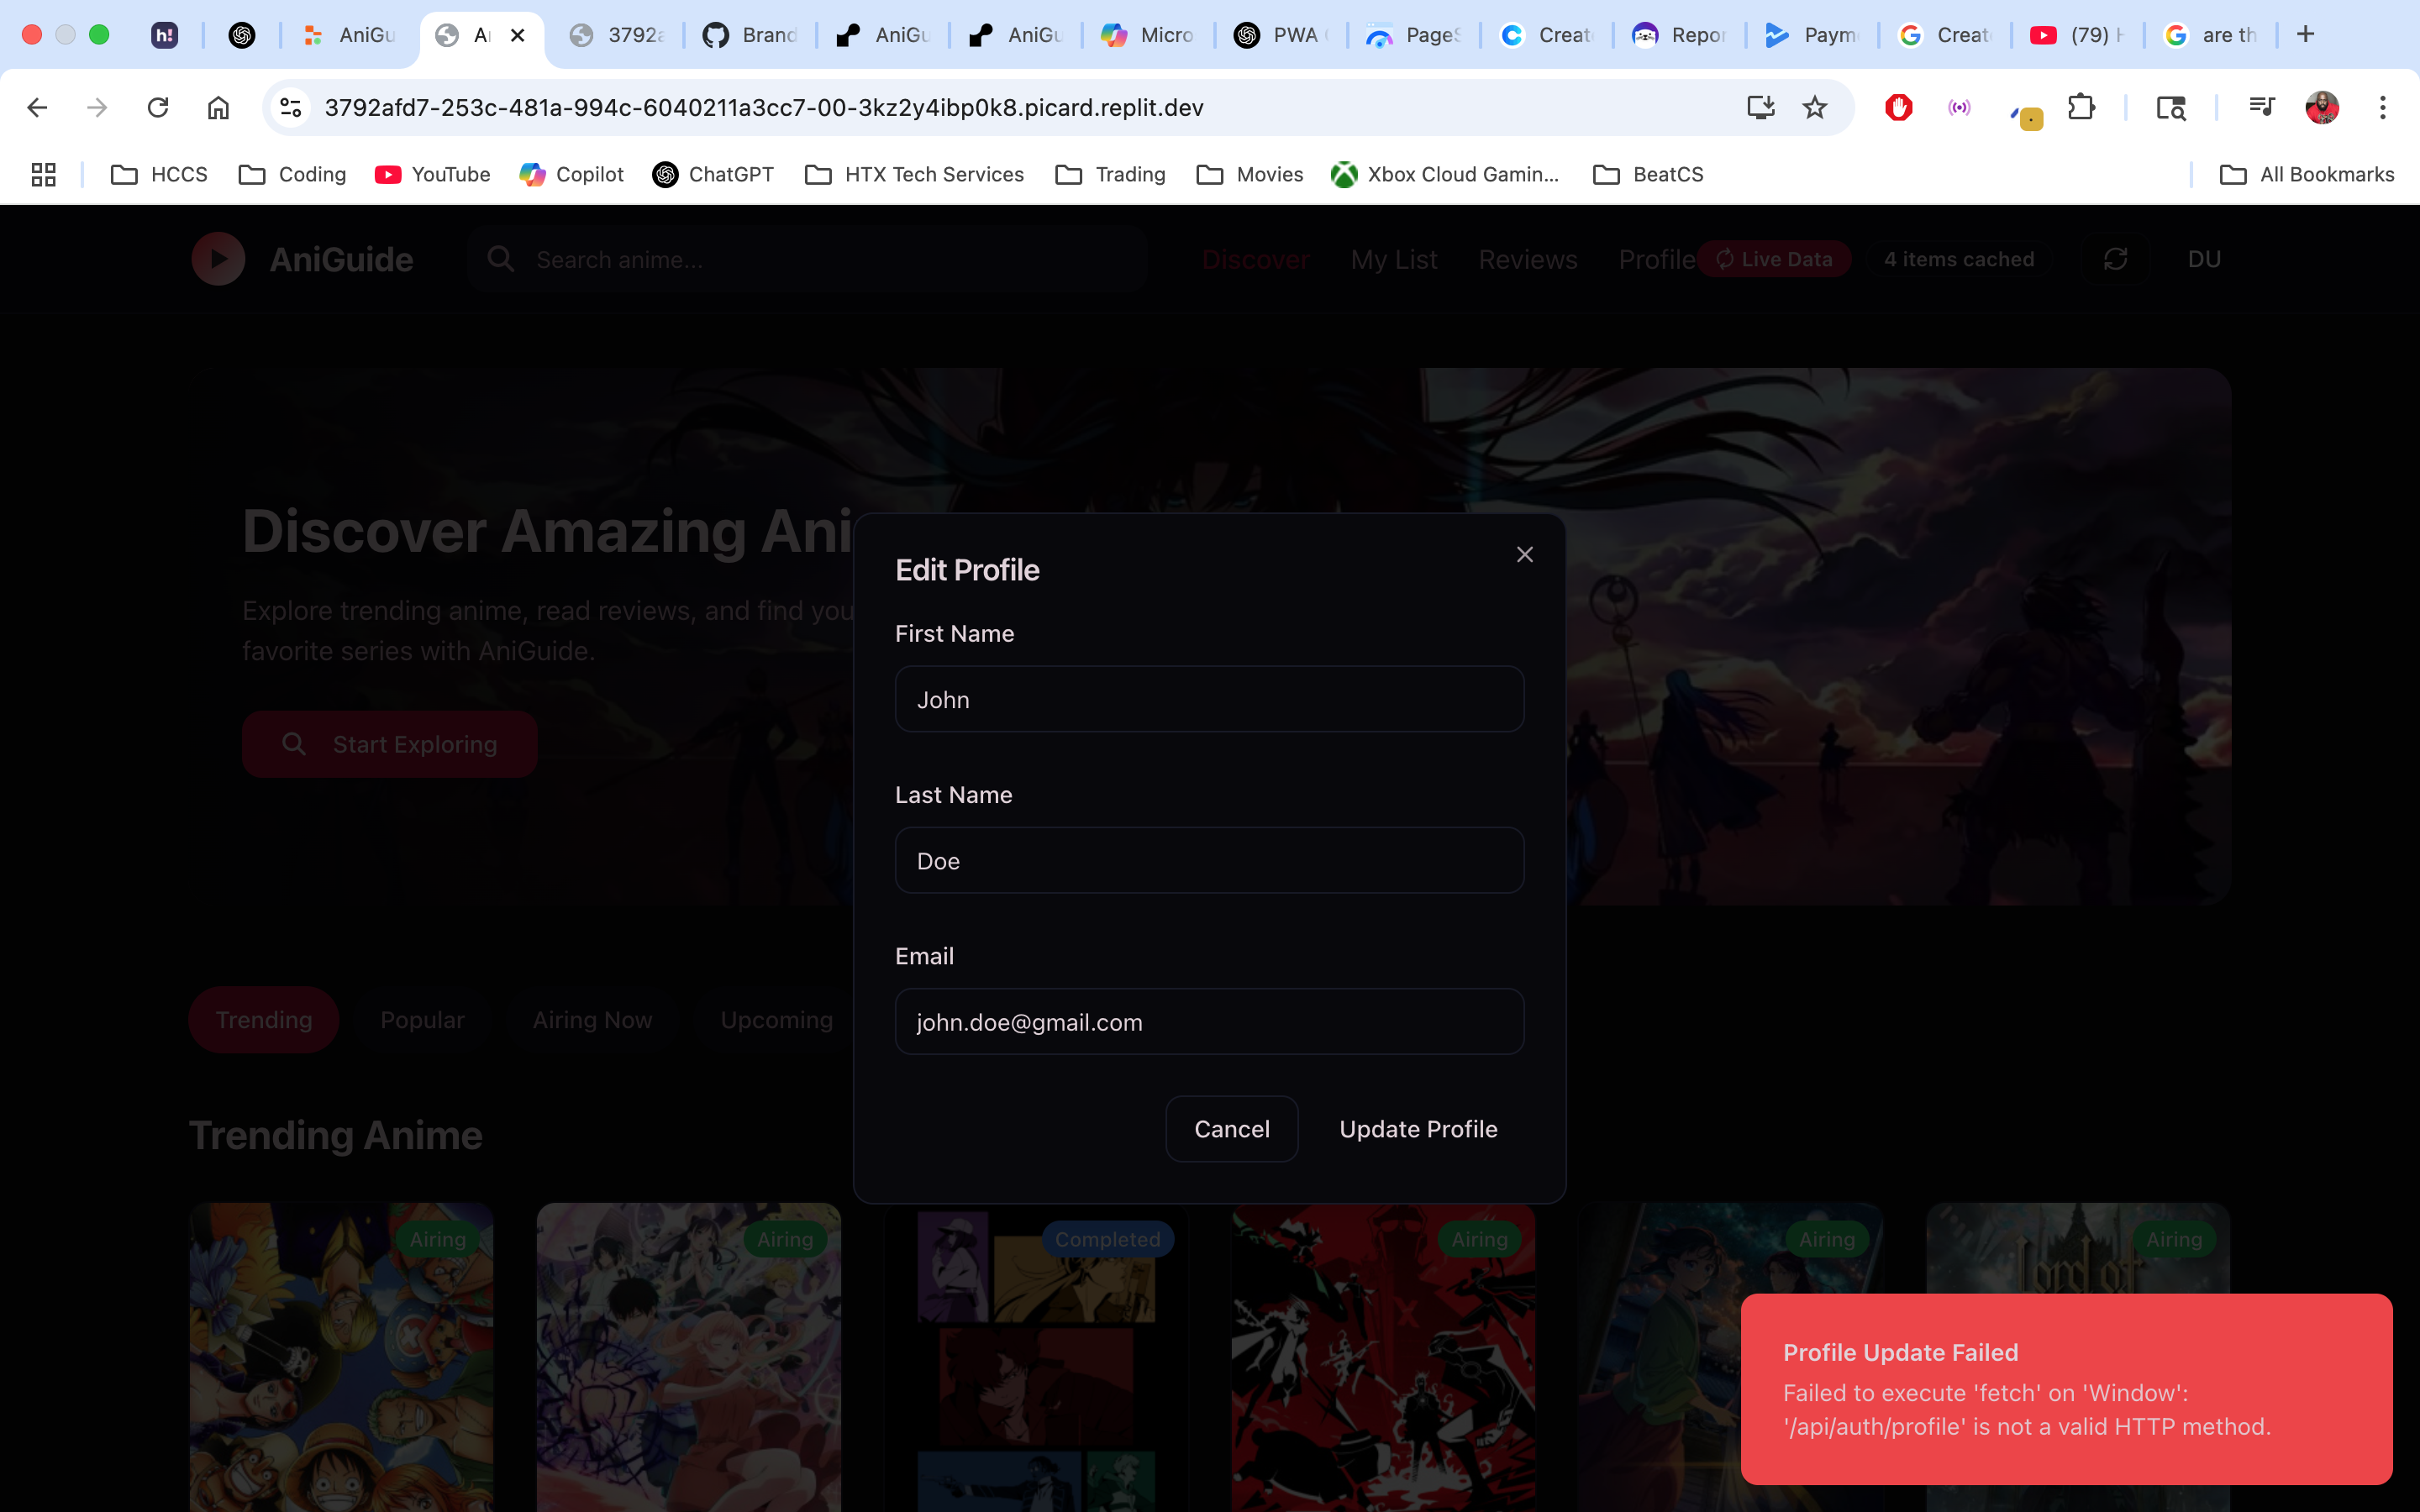 h!
AniGu
A
3792a
Brand
AniGu
AniGu
Micro
PWA
PageS
Creat
Repor
Paym
Creat
(79)
are th
3792afd7-253c-481a-994c-6040211a3cc7-00-3kz2y4ibp0k8.picard.replit.dev
HCCS
Coding
YouTube
Copilot
ChatGPT
HTX Tech Services
Trading
Movies
Xbox Cloud Gamin...
BeatCS
All Bookmarks
AniGuide
Search anime...
Discover
My List
Reviews
Profile
Live Data
4 items cached
DU
Discover Amazing Ani
Explore trending anime, read reviews, and find you
favorite series with AniGuide.
Start Exploring
Edit Profile
First Name
John
Last Name
Doe
Email
john.doe@gmail.com
Cancel
Update Profile
Trending
Popular
Airing Now
Upcoming
Trending Anime
Airing
Airing
Completed
Airing
Airing
Airing
lord of
Profile Update Failed
Failed to execute 'fetch' on 'Window':
'/api/auth/profile' is not a valid HTTP method.